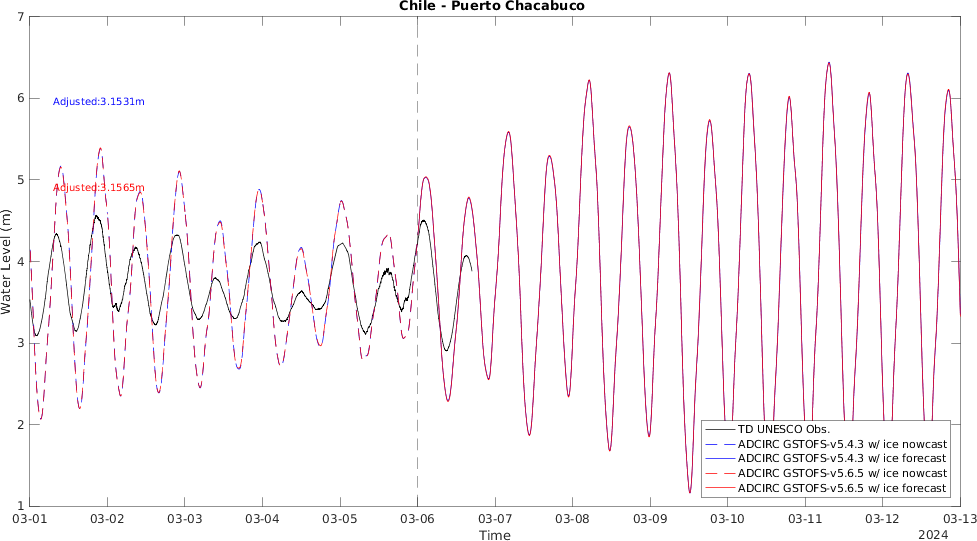 Chile - Puerto Chacabuco
7
6
5
4
3
2
1
Water Level (m)
Adjusted:3.1531m
Adjusted:3.1565m
TD UNESCO Obs.
ADCIRC GSTOFS-v5.4.3 w/ ice nowcast
ADCIRC GSTOFS-v5.4.3 w/ ice forecast
ADCIRC GSTOFS-v5.6.5 w/ ice nowcast
ADCIRC GSTOFS-v5.6.5 w/ ice forecast
03-01 03-02 03-03 03-04 03-05 03-06 03-07 03-08 03-09 03-10 03-11 03-12 03-13
Time
2024